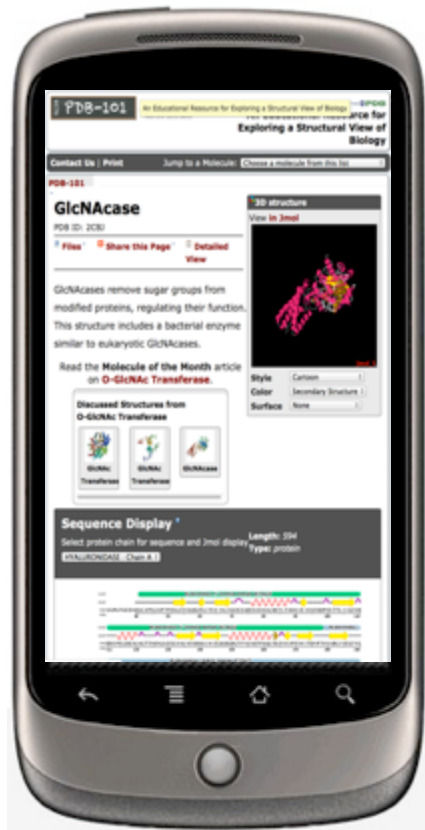 PDB-101
An Educational Resource for Exploring a Structural View of Biology
Exploring a Structural View of
Biology
Contact Us | Print
Jump to a Molecule: Choose a molecule from this list
PDB-101
GlcNAcase
PDB ID: 2CBJ
Files
Share this Page
Detailed
View
3D structure
View in Jmol
GlcNAcases remove sugar groups from
modified proteins, regulating their function.
This structure includes a bacterial enzyme
similar to eukaryotic GlcNAcases.
Read the Molecule of the Month article
on O-GlcNAc Transferase.
Style Cartoon
Color Secondary Structure
Surface None
Discussed Structures from
O-GlcNAc Transferase
GlcNAc
Transferase
GlcNAc
Transferase
GlcNAcase
Sequence Display
Select protein chain for sequence and Jmol display
HYALURONIDASE - Chain A
Length: 594
Type: protein